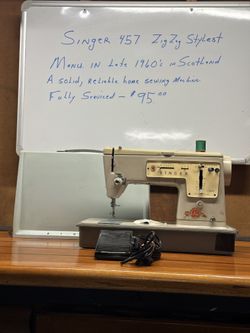 Singer 457 ZigZag Stylist
Manu. In Late 1960's in Scotland
A solid, reliable home sewing Machine
Fully Serviced - $95.00
SINGER